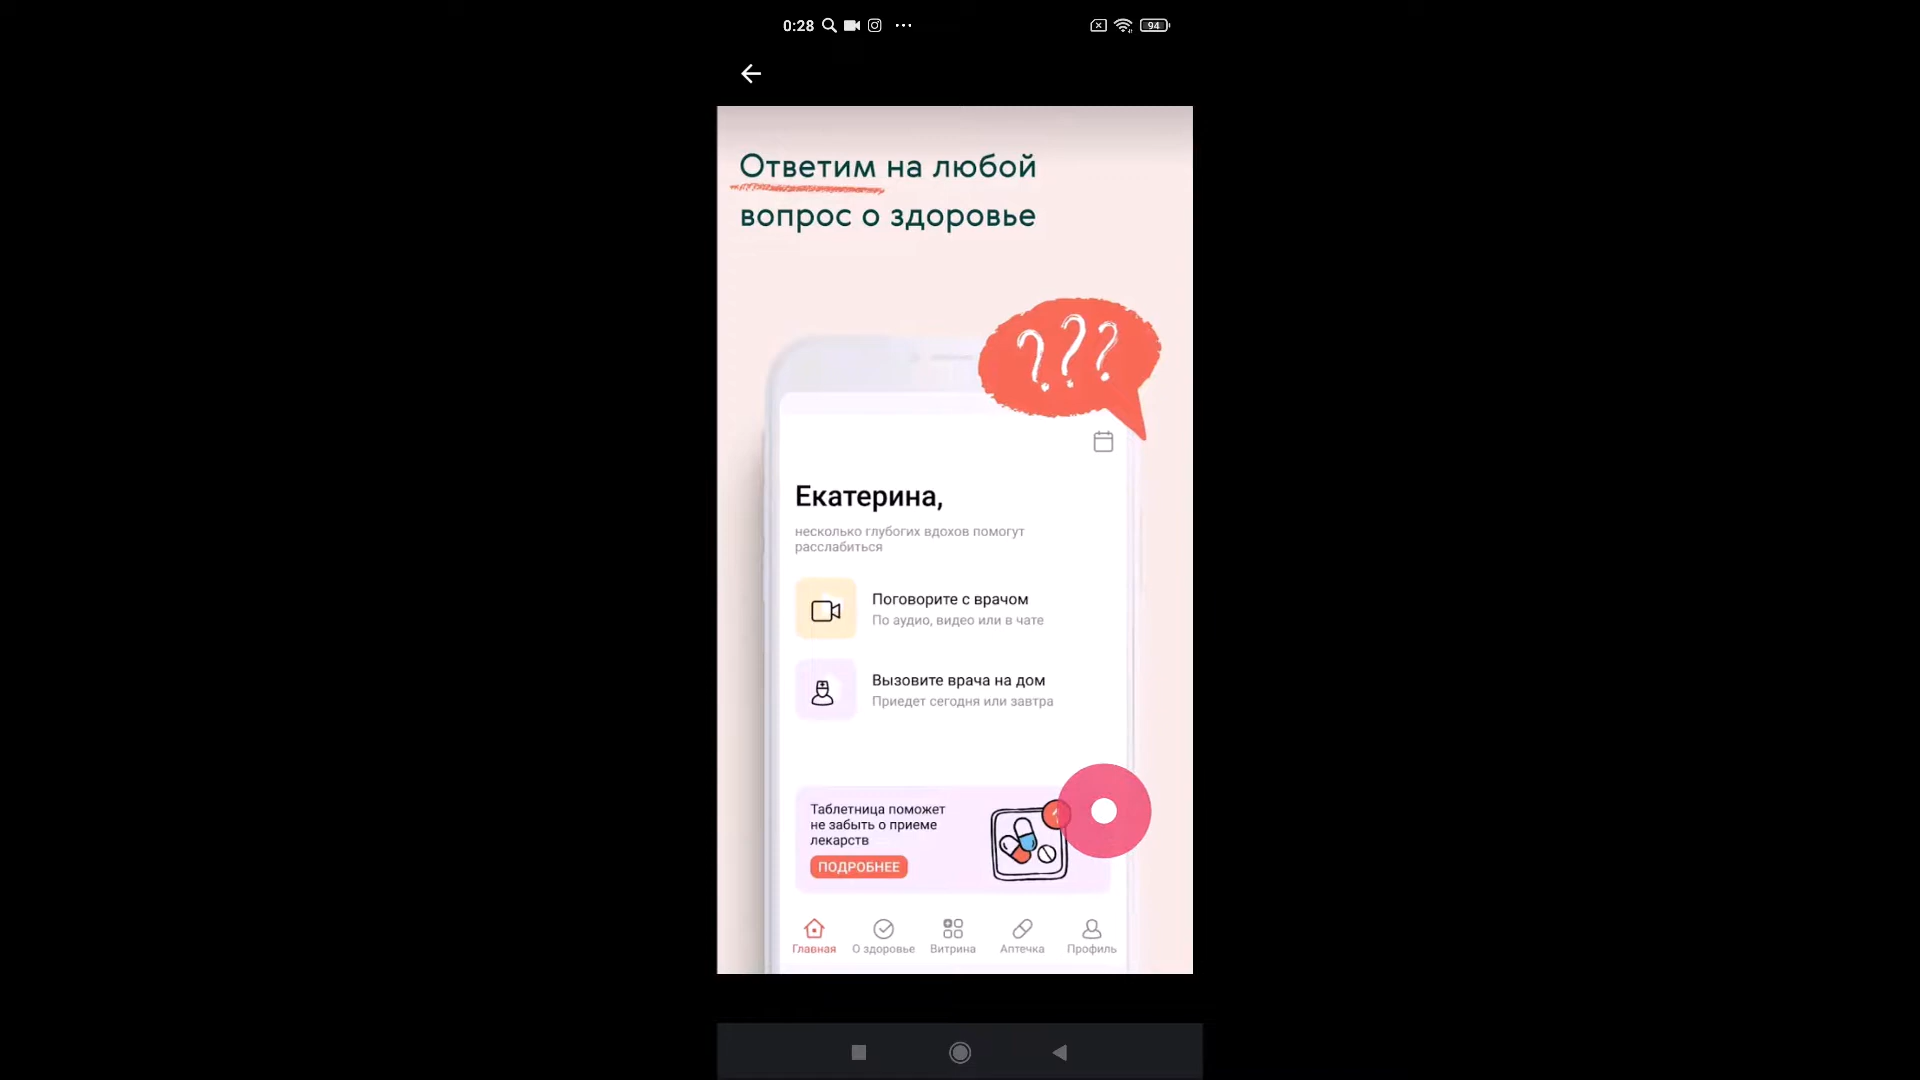 0:28
94
Ответим на любой
вопрос о здоровье
???
Екатерина,
несколько глубогих вдохов помогут
расслабиться
Поговорите с врачом
По аудио, видео или в чате
Вызовите врача на дом
Приедет сегодня или завтра
Таблетница поможет
не забыть о приеме
лекарств
ПОДРОБНЕЕ
Главная
О здоровье
Витрина
Аптечка
Профиль